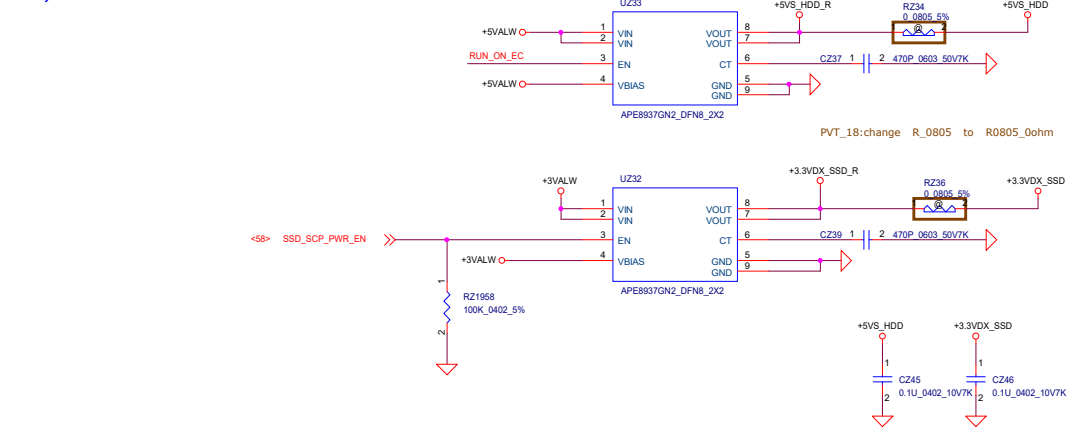 UZ33
+5VS_HDD_R
RZ34
0_0805_5%
+5VS_HDD
+5VALW
1 VIN VOUT 8
2 VIN VOUT 7
1 @ 2
RUN_ON_EC
3 EN CT 6
CZ37 1 2 470P_0603_50V7K
+5VALW
4 VBIAS GND 5
GND 9
APE8937GN2_DFN8_2X2
PVT_18:change R_0805 to R0805_0ohm
UZ32
+3VALW
+3.3VDX_SSD_R
RZ36
0_0805_5%
+3.3VDX_SSD
1 VIN VOUT 8
2 VIN VOUT 7
1 @ 2
<58> SSD_SCP_PWR_EN
3 EN CT 6
CZ39 1 2 470P_0603_50V7K
+3VALW
4 VBIAS GND 5
GND 9
APE8937GN2_DFN8_2X2
1
RZ1958
100K_0402_5%
2
+5VS_HDD
+3.3VDX_SSD
1
CZ45
0.1U_0402_10V7K
2
1
CZ46
0.1U_0402_10V7K
2